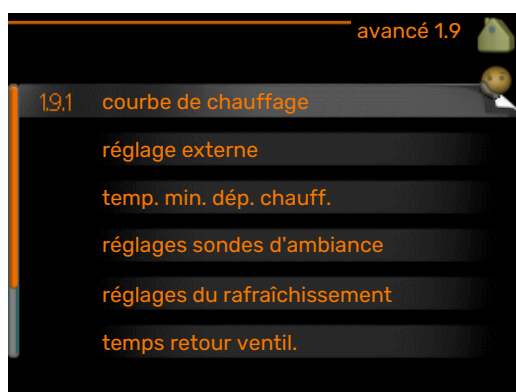 avancé 1.9
1.9.1 courbe de chauffage
réglage externe
temp. min. dép. chauff.
réglages sondes d'ambiance
réglages du rafraîchissement
temps retour ventil.